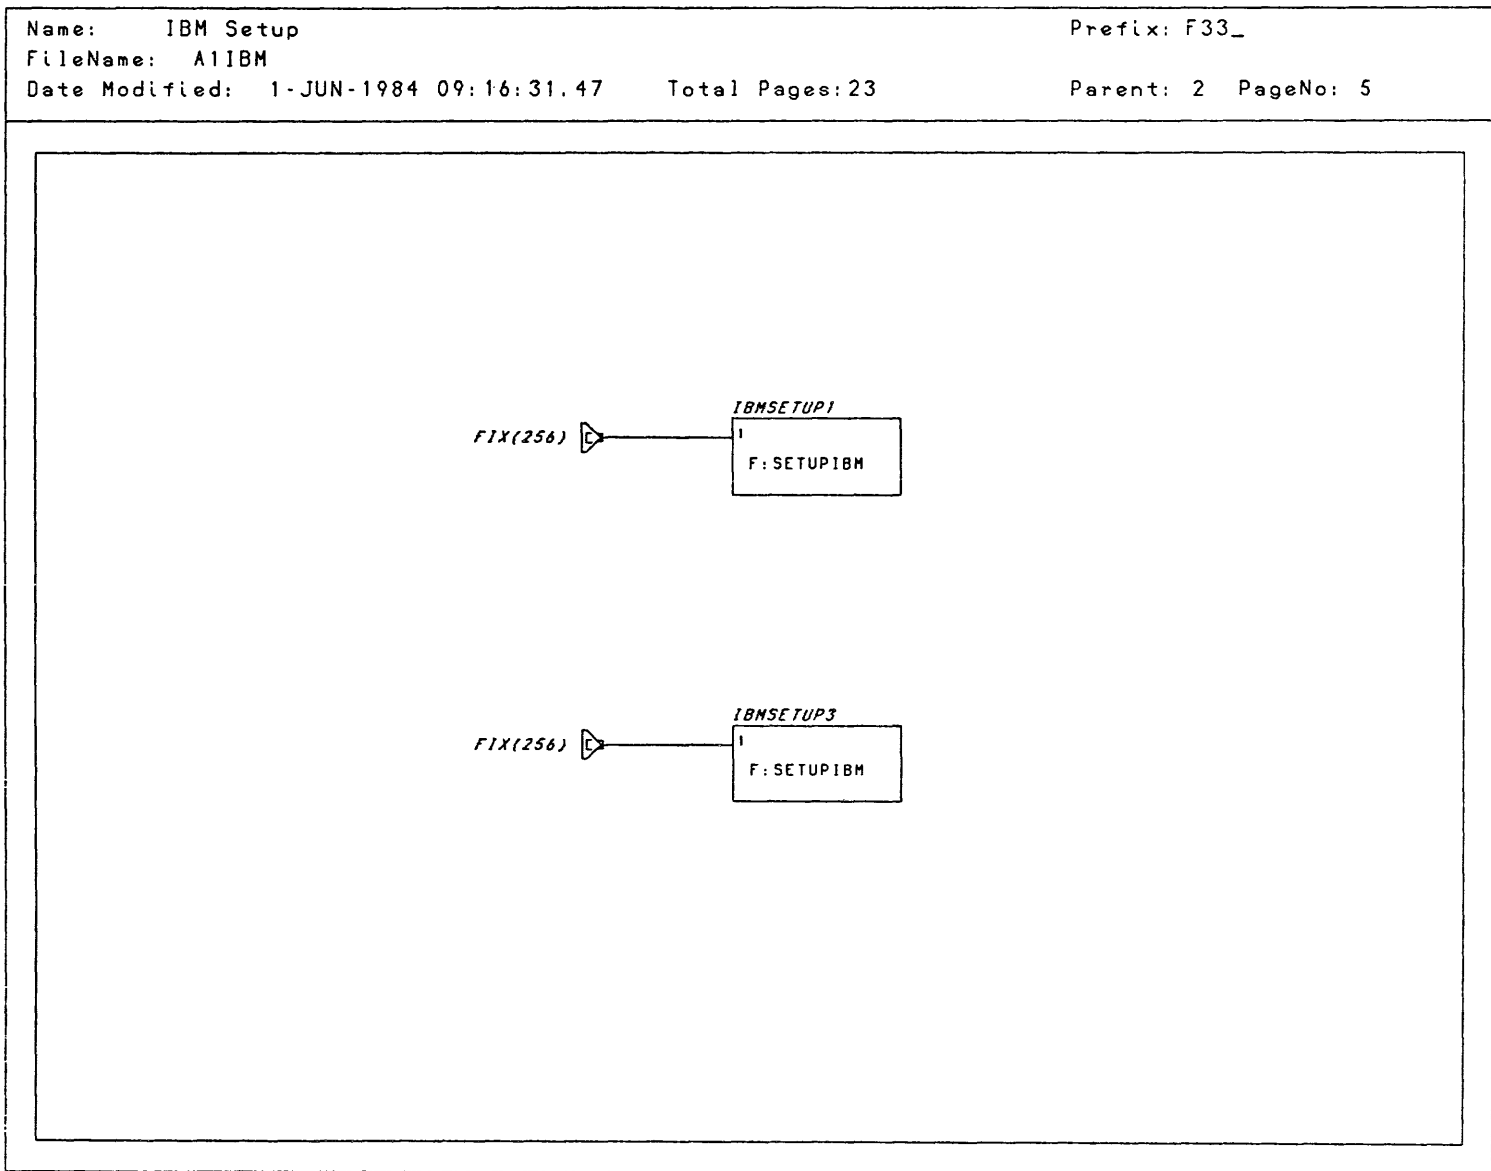 Name: IBM Setup Prefix: F33_
FileName: A1IBM
Date Modified: 1-JUN-1984 09:16:31.47 Total Pages:23 Parent: 2 PageNo: 5
IBMSETUP1
FIX(256) C 1
F:SETUPIBM
IBMSETUP3
FIX(256) C 1
F:SETUPIBM